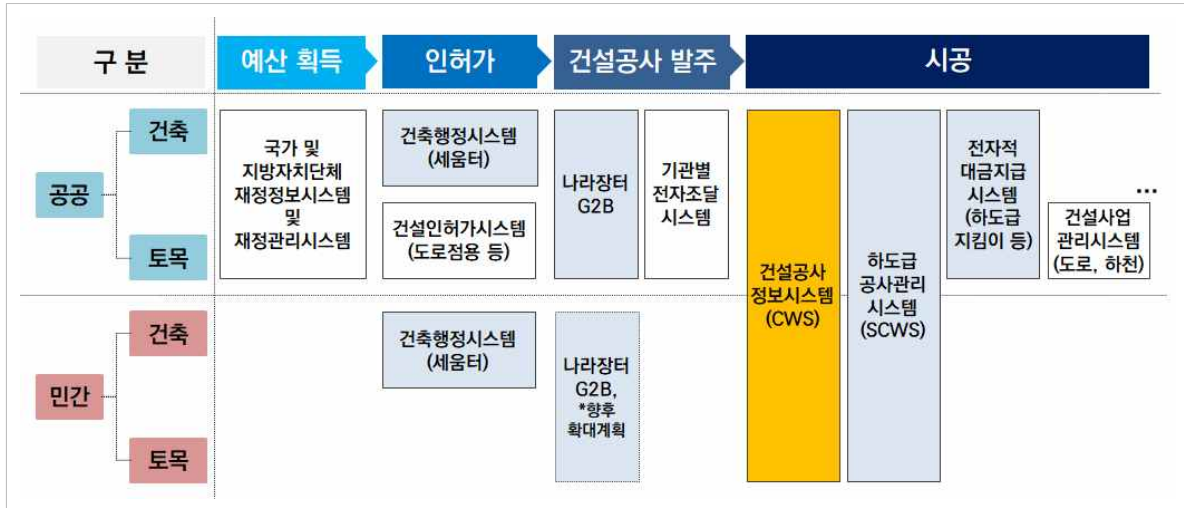 구 분
예산 획득
인허가
건설공사 발주
시공
공공
건축
토목
국가 및
지방자치단체
재정정보시스템
및
재정관리시스템
건축행정시스템
(세움터)
건설인허가시스템
(도로점용 등)
나라장터
G2B
기관별
전자조달
시스템
건설공사
정보시스템
(CWS)
하도급
공사관리
시스템
(SCWS)
전자적
대금지급
시스템
(하도급
지킴이 등)
...
건설사업
관리시스템
(도로, 하천)
민간
건축
토목
건축행정시스템
(세움터)
나라장터
G2B,
*향후
확대계획